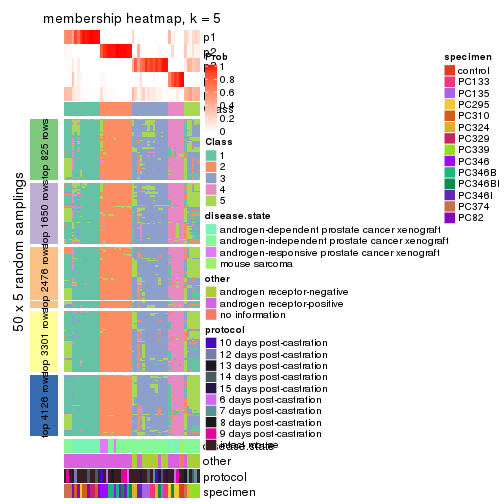 membership heatmap, k = 5
p1
p2
Prob
1
0.8
0.6
0.4
0.2
0
Class
Class
1
2
3
4
5
disease.state
androgen-dependent prostate cancer xenograft
androgen-independent prostate cancer xenograft
androgen-responsive prostate cancer xenograft
mouse sarcoma
other
androgen receptor-negative
androgen receptor-positive
no information
protocol
10 days post-castration
12 days post-castration
13 days post-castration
14 days post-castration
15 days post-castration
6 days post-castration
7 days post-castration
8 days post-castration
9 days post-castration
intact mouse
disease.state
other
protocol
specimen
specimen
control
PC133
PC135
PC295
PC310
PC324
PC329
PC339
PC346
PC346B
PC346BI
PC346I
PC374
PC82
50 x 5 random samplings
top 825 rows
top 1650 rows
top 2476 rows
top 3301 rows
top 4126 rows